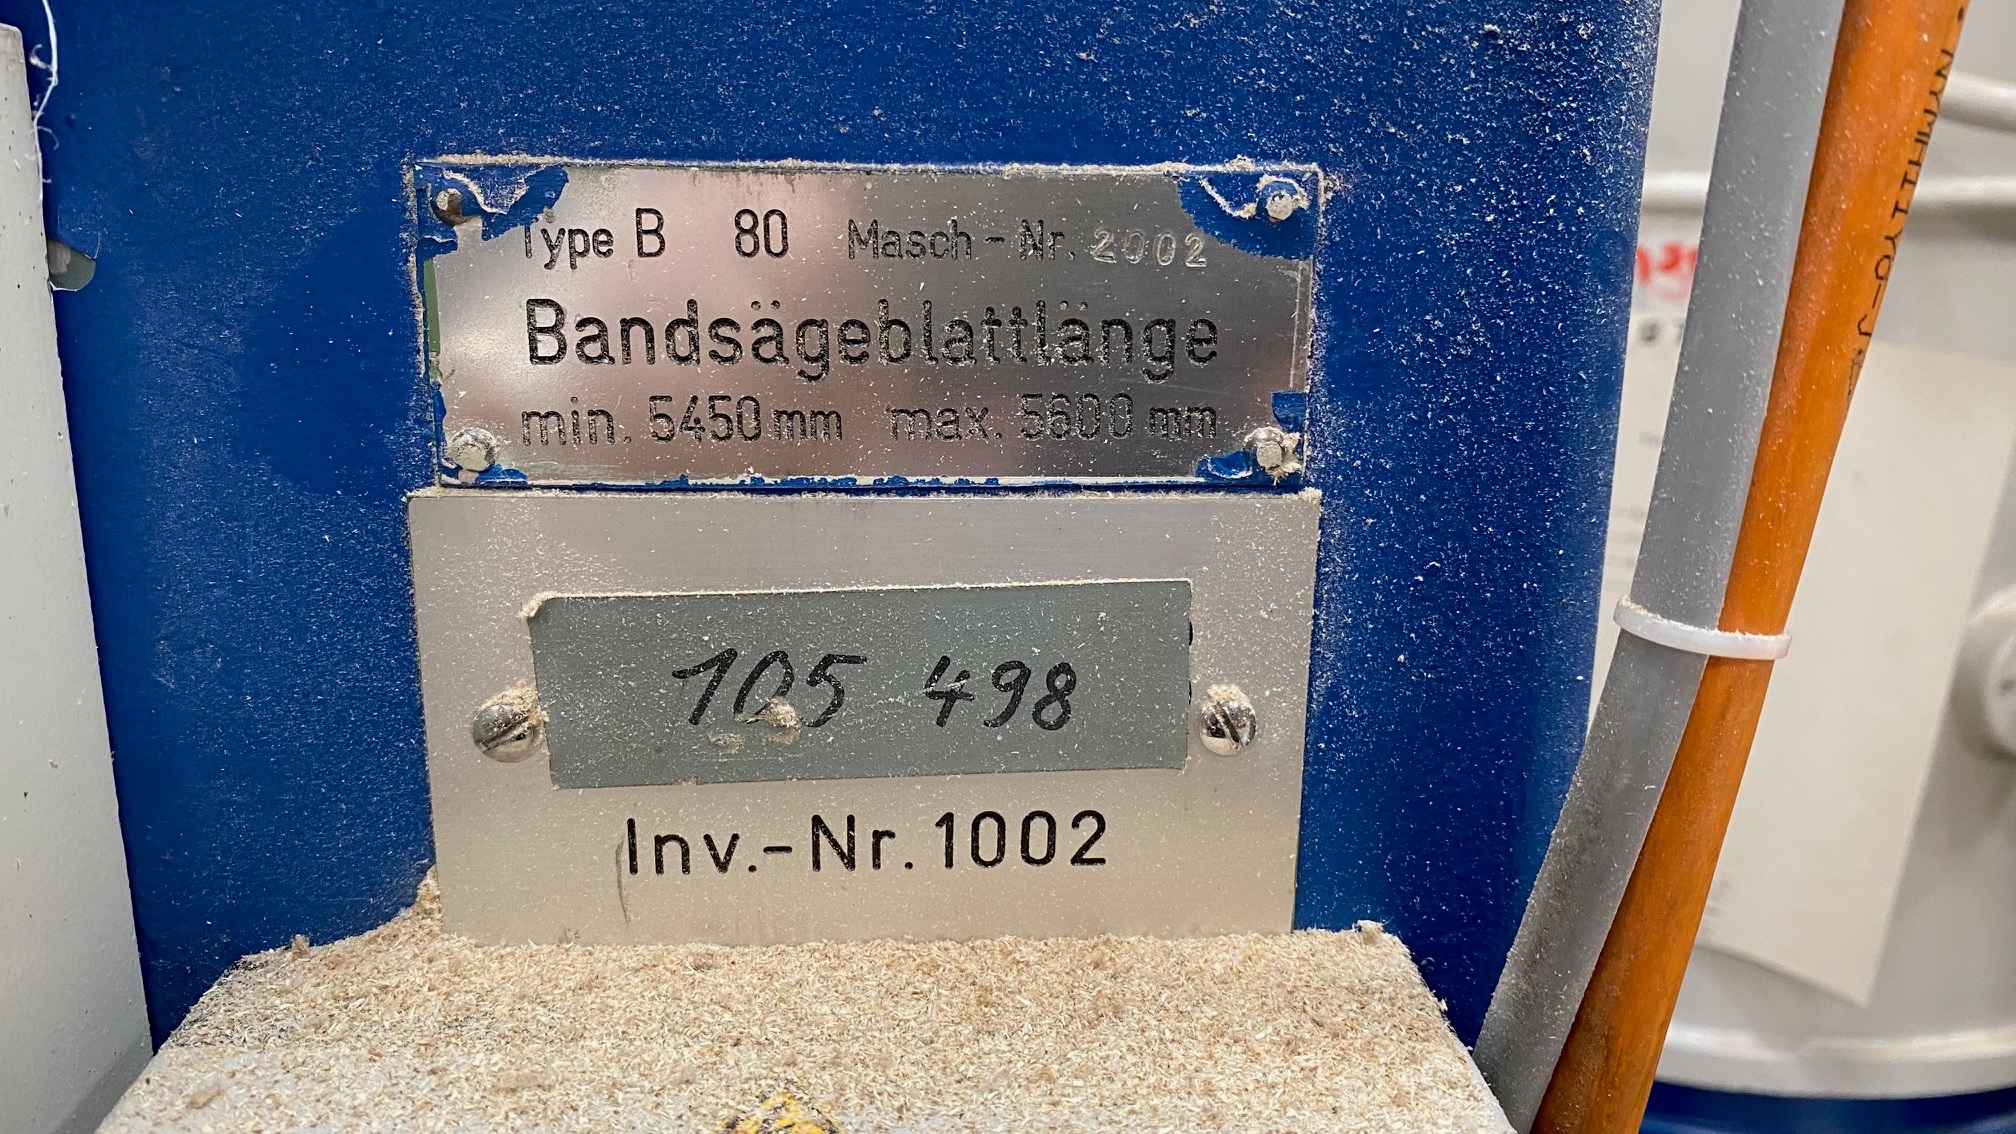 Type B 80 Masch-Nr. 2002
Bandsägeblattlänge
min. 5450 mm max. 5600 mm
105 498
Inv.-Nr. 1002